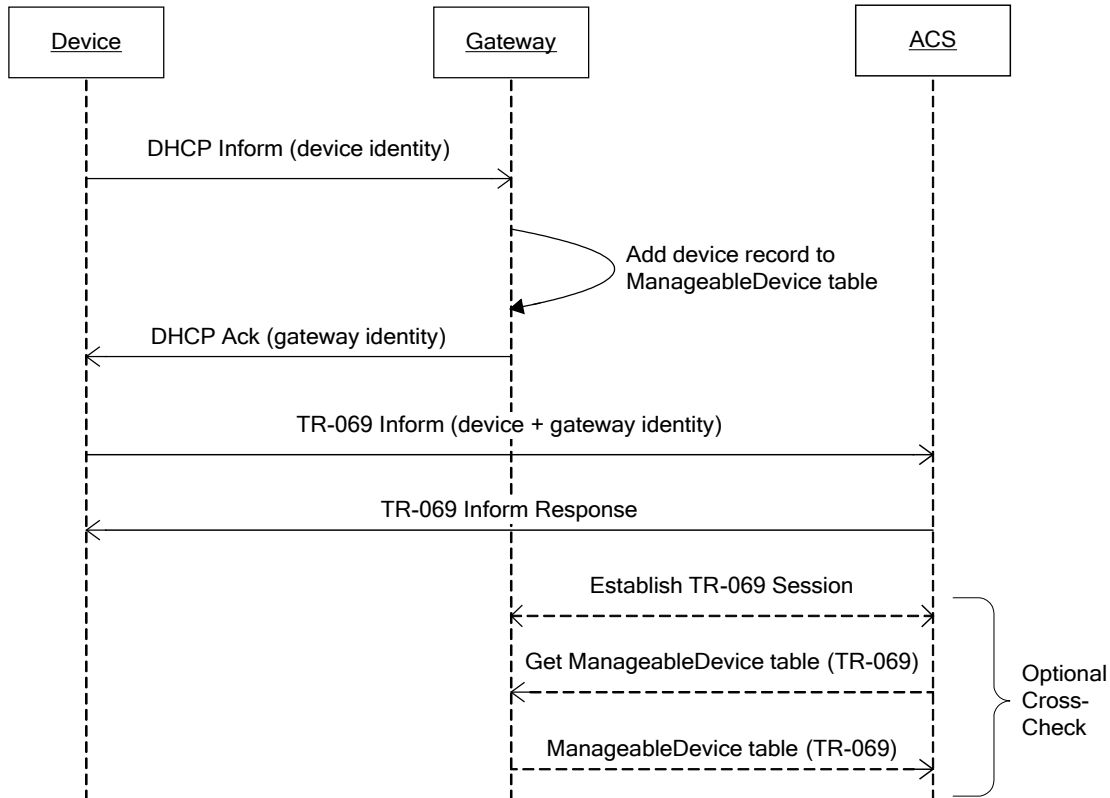 Device
Gateway
ACS
DHCP Inform (device identity)
Add device record to
ManageableDevice table
DHCP Ack (gateway identity)
TR-069 Inform (device + gateway identity)
TR-069 Inform Response
Establish TR-069 Session
Get ManageableDevice table (TR-069)
Optional
Cross-
Check
ManageableDevice table (TR-069)